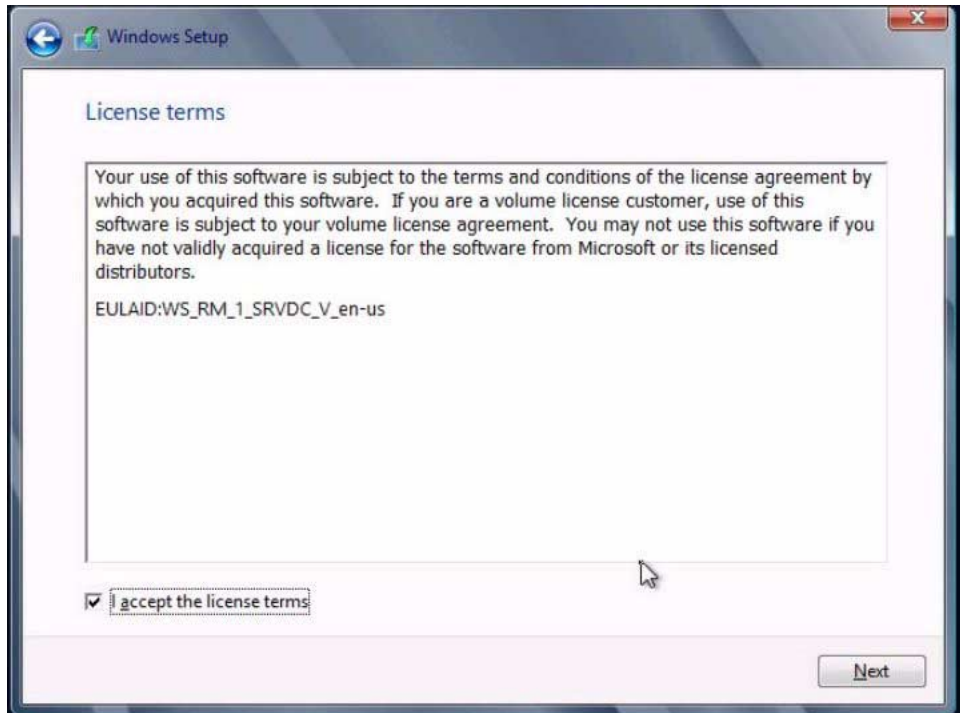 Windows Setup
License terms
Your use of this software is subject to the terms and conditions of the license agreement by
which you acquired this software.  If you are a volume license customer, use of this
software is subject to your volume license agreement.  You may not use this software if you
have not validly acquired a license for the software from Microsoft or its licensed
distributors.
EULAID:WS_RM_1_SRVDC_V_en-us
I accept the license terms
Next